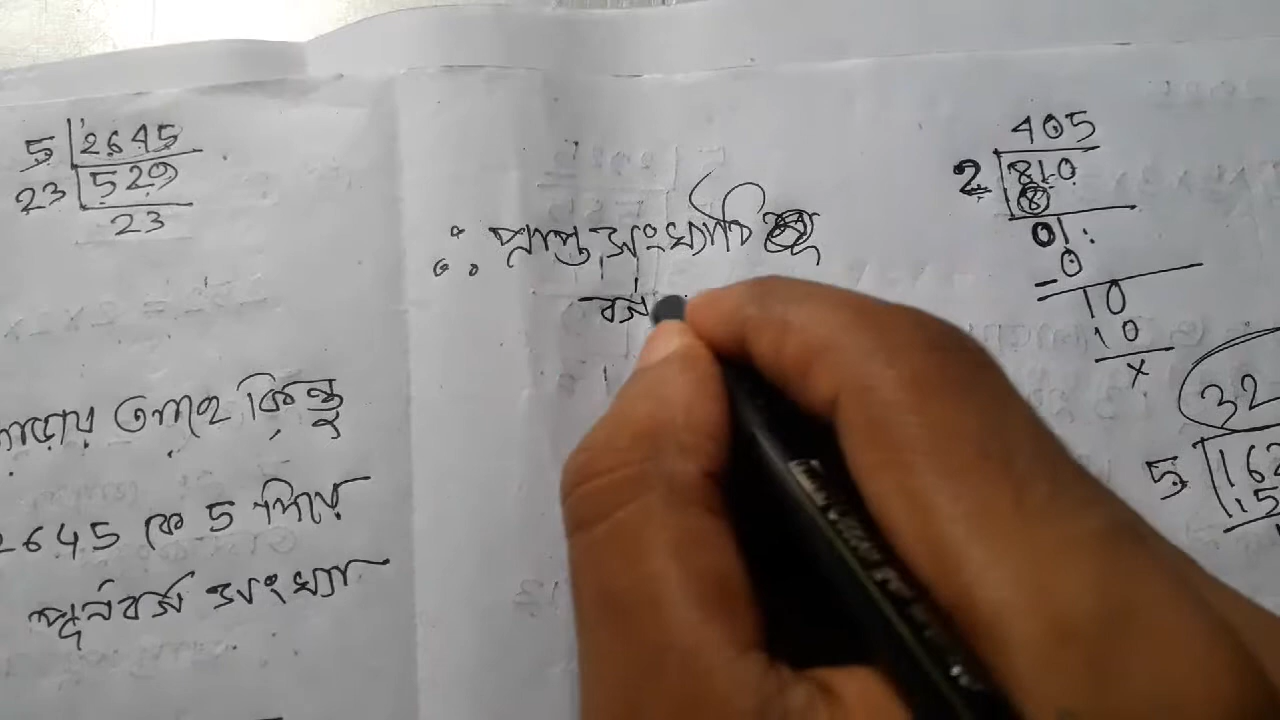 5 | 2645
23 | 529
23
কিন্তু
2645 কে 5 দিয়ে
পূর্ণবর্গ সংখ্যা
∴ প্রাপ্ত সংখ্যাটি
বর্গ
405
2 | 810
8
01
0
10
10
×
32
5 | 162
15